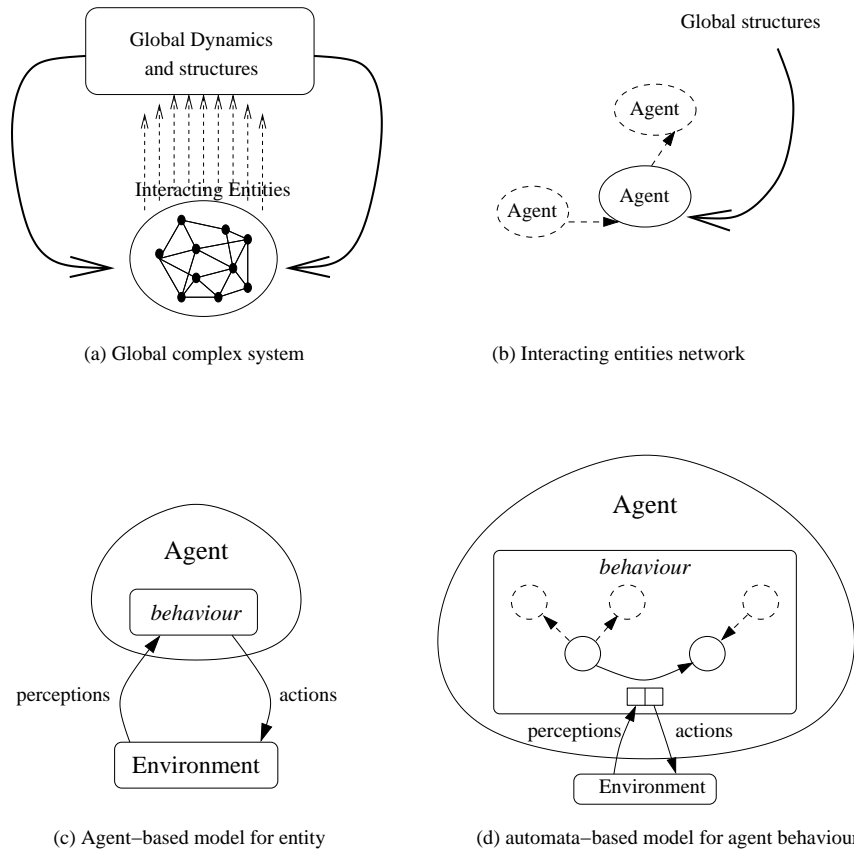 Global Dynamics
and structures
Interacting Entities
(a) Global complex system
Global structures
Agent
Agent
Agent
(b) Interacting entities network
Agent
behaviour
perceptions
actions
Environment
(c) Agent−based model for entity
Agent
behaviour
perceptions
actions
Environment
(d) automata−based model for agent behaviour